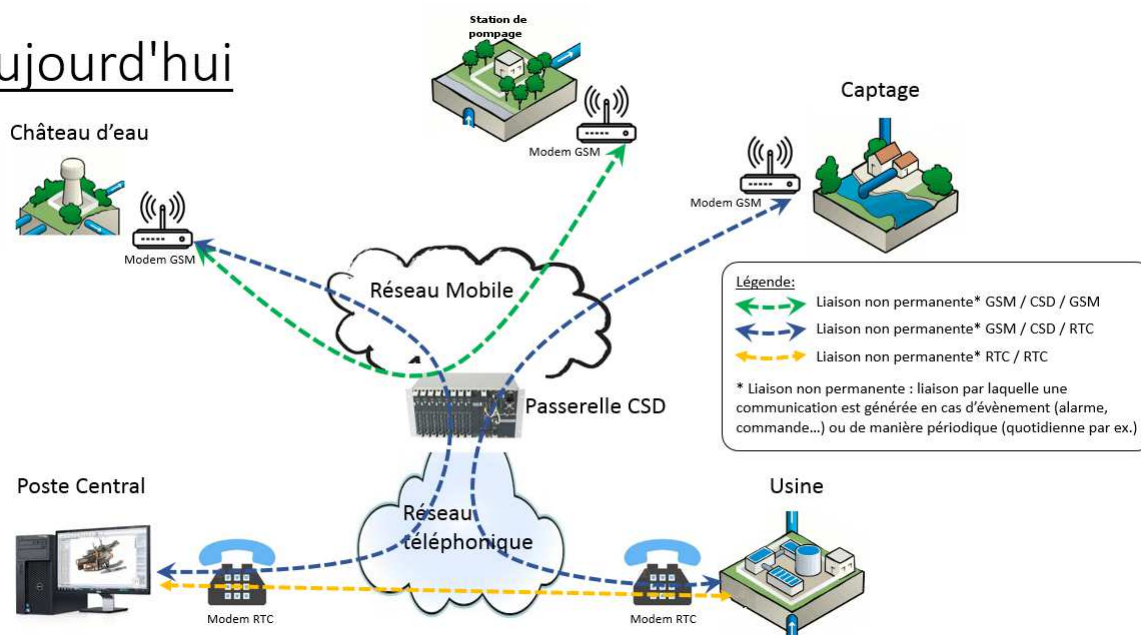 ujourd'hui
Station de
pompage
Modem GSM
Château d'eau
Modem GSM
Captage
Modem GSM
Réseau Mobile
Légende:
Liaison non permanente* GSM / CSD / GSM
Liaison non permanente* GSM / CSD / RTC
Liaison non permanente* RTC / RTC
* Liaison non permanente : liaison par laquelle une
communication est générée en cas d'évènement (alarme,
commande...) ou de manière périodique (quotidienne par ex.)
Passerelle CSD
Poste Central
Réseau
téléphonique
Usine
Modem RTC
Modem RTC